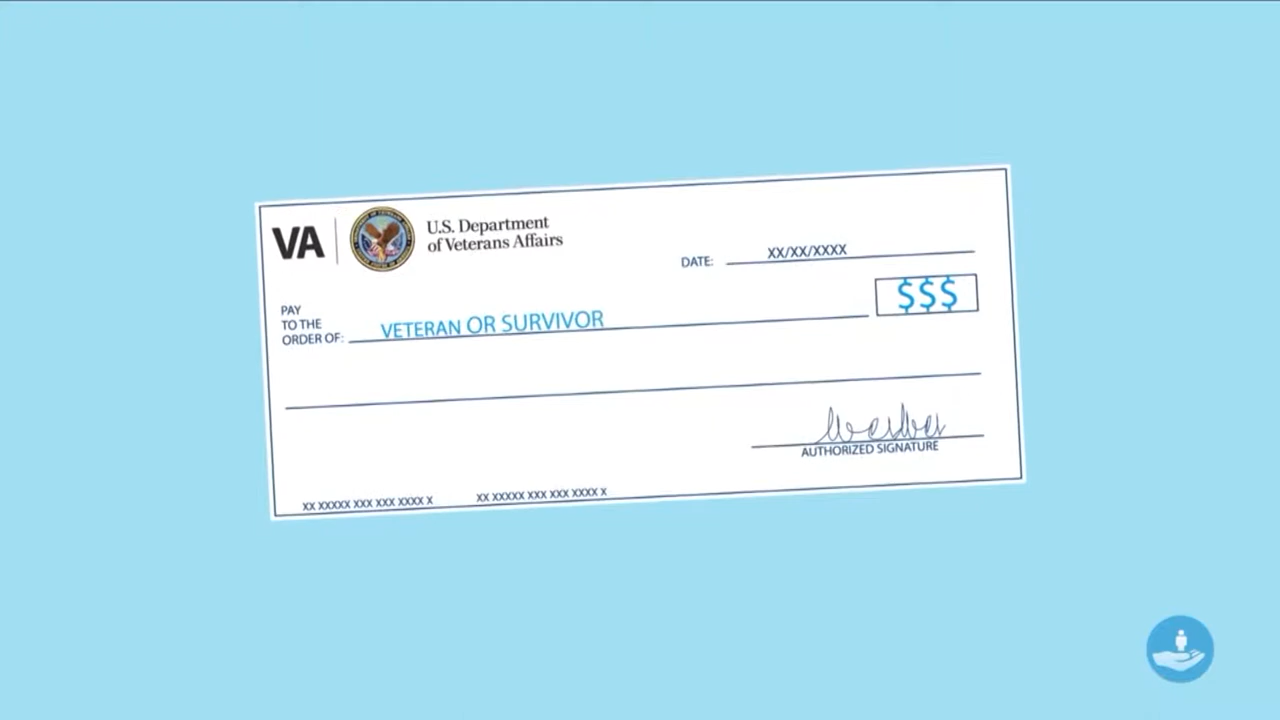 VA
U.S. Department
of Veterans Affairs
DATE: XX/XX/XXXX
$$$
PAY
TO THE
ORDER OF: VETERAN OR SURVIVOR
AUTHORIZED SIGNATURE
XX XXXXX XXX XXX XXXX X XX XXXXX XXX XXX XXXX X